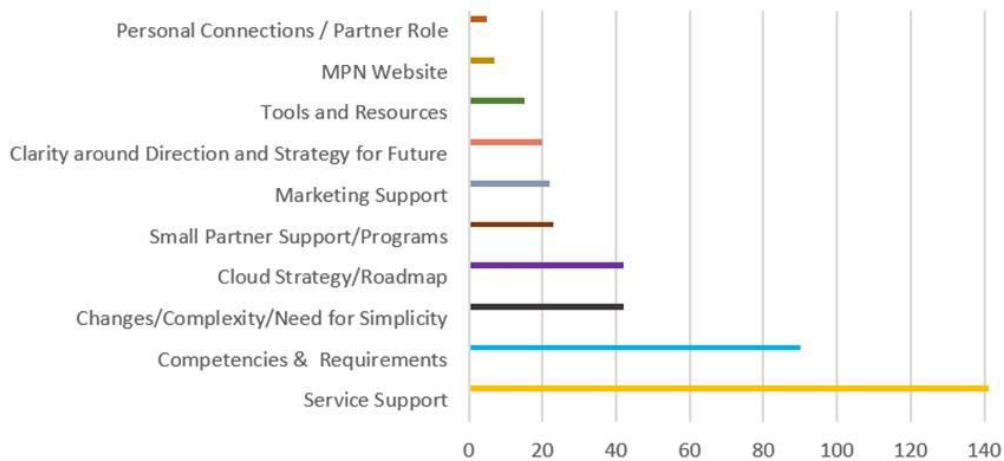 Personal Connections / Partner Role
MPN Website
Tools and Resources
Clarity around Direction and Strategy for Future
Marketing Support
Small Partner Support/Programs
Cloud Strategy/Roadmap
Changes/Complexity/Need for Simplicity
Competencies &  Requirements
Service Support
0 20 40 60 80 100 120 140